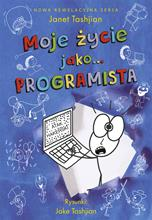 NOWA REWELACYJNA SERIA
Janet Tashjian
Moje życie
jako...
PROGRAMISTA
Rysunki:
Jake Tashjian